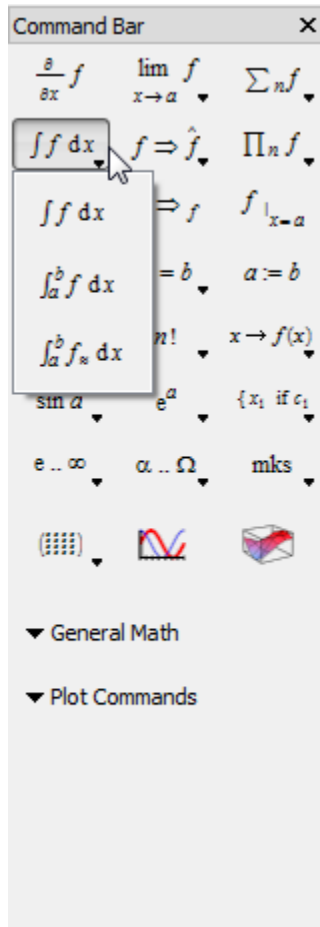 Command Bar ×
∂/∂x f lim x→a f ∑n f
∫ f dx f ⇒ f̂ ∏n f
∫ f dx ⇒ f f |x=a
∫ₐᵇ f dx = b a := b
∫ₐᵇ f≈ dx n! x → f(x)
sin a eᵃ {x₁ if c₁
e .. ∞ α .. Ω mks
General Math
Plot Commands